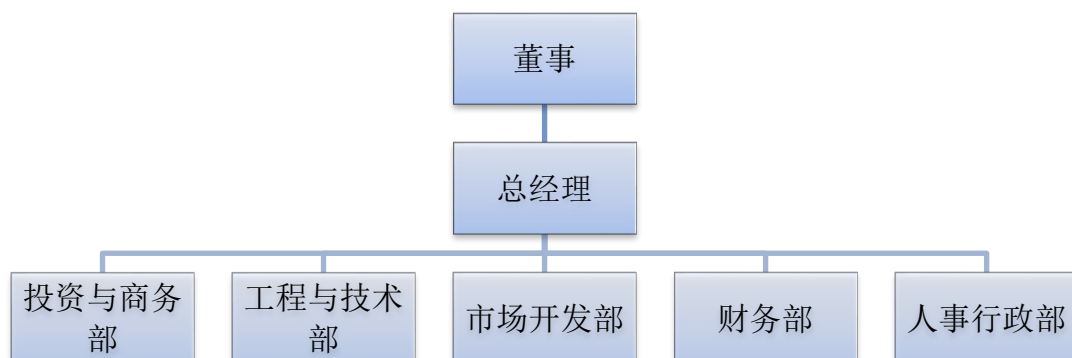 董事
总经理
投资与商务
部
工程与技术
部
市场开发部
财务部
人事行政部